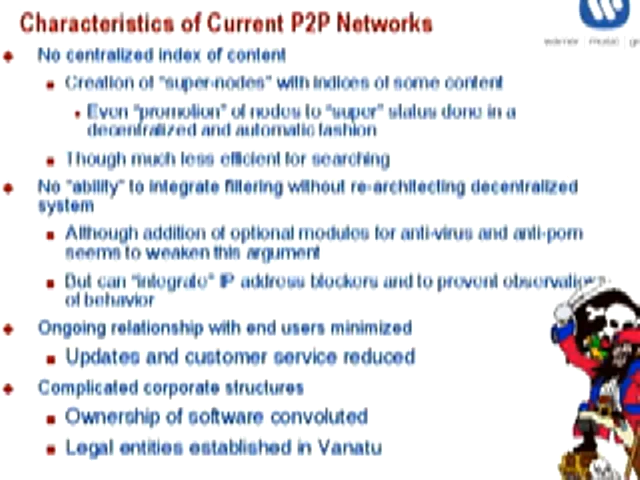 Characteristics of Current P2P Networks
warner music gr
No centralized index of content
Creation of "super-nodes" with indices of some content
Even "promotion" of nodes to "super" status done in a
decentralized and automatic fashion
Though much less efficient for searching
No "ability" to integrate filtering without re-architecting decentralized
system
Although addition of optional modules for anti-virus and anti-porn
seems to weaken this argument
But can "integrate" IP address blockers and to prevent observations
of behavior
Ongoing relationship with end users minimized
Updates and customer service reduced
Complicated corporate structures
Ownership of software convoluted
Legal entities established in Vanatu